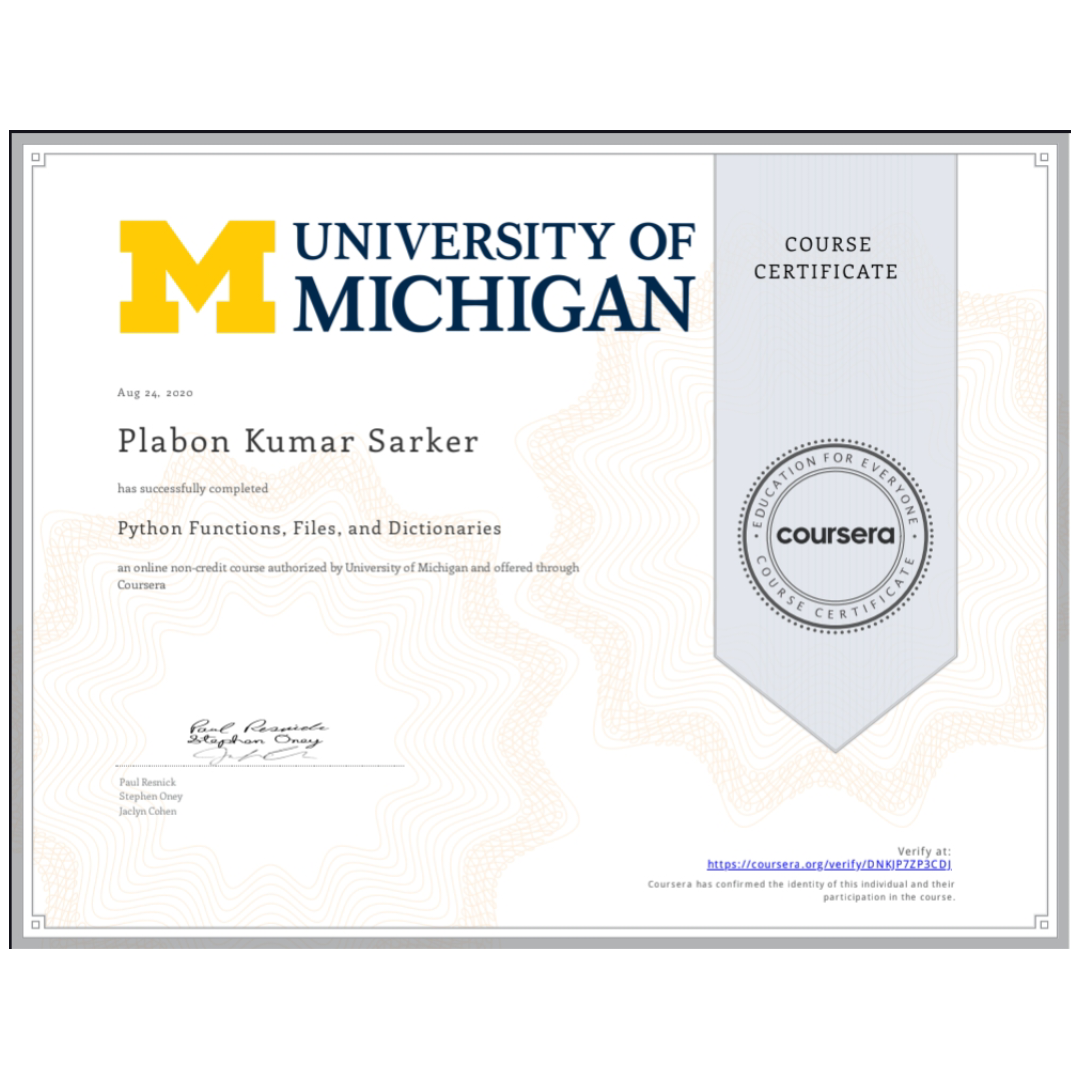 M UNIVERSITY OF
MICHIGAN
COURSE
CERTIFICATE
Aug 24, 2020
Plabon Kumar Sarker
has successfully completed
Python Functions, Files, and Dictionaries
an online non-credit course authorized by University of Michigan and offered through
Coursera
EDUCATION FOR EVERYONE
coursera
COURSE CERTIFICATE
Paul Resnick
Stephen Oney
Paul Resnick
Stephen Oney
Jaclyn Cohen
Verify at:
https://coursera.org/verify/DNKJP7ZP3CDJ
Coursera has confirmed the identity of this individual and their
participation in the course.